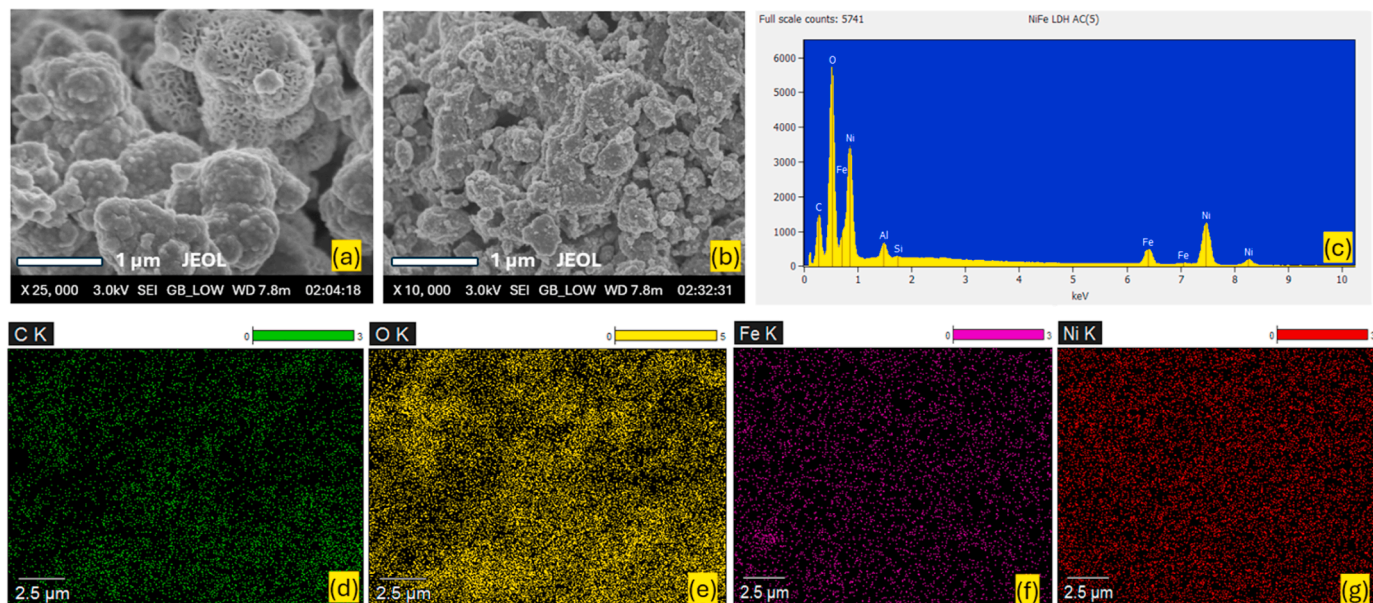 1 µm JEOL
(a)
X 25, 000 3.0kV SEI GB_LOW WD 7.8m 02:04:18
1 µm JEOL
(b)
X 10, 000 3.0kV SEI GB_LOW WD 7.8m 02:32:31
Full scale counts: 5741
NiFe LDH AC(5)
6000
5000
4000
3000
2000
1000
0
O
Ni
Fe
C
Al
Si
Fe
Fe
Ni
Ni
(c)
0 1 2 3 4 5 6 7 8 9 10
keV
C K
0 3
2.5 µm
(d)
O K
0 5
2.5 µm
(e)
Fe K
0 3
2.5 µm
(f)
Ni K
0
2.5 µm
(g)